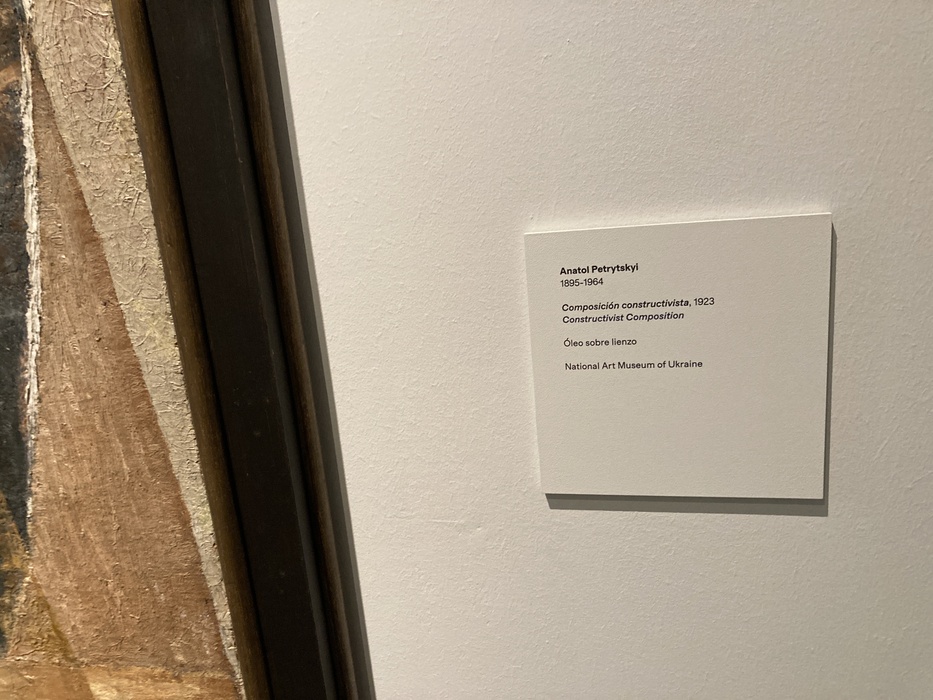 Anatol Petrytskyi
1895-1964
Composición constructivista, 1923
Constructivist Composition
Óleo sobre lienzo
National Art Museum of Ukraine